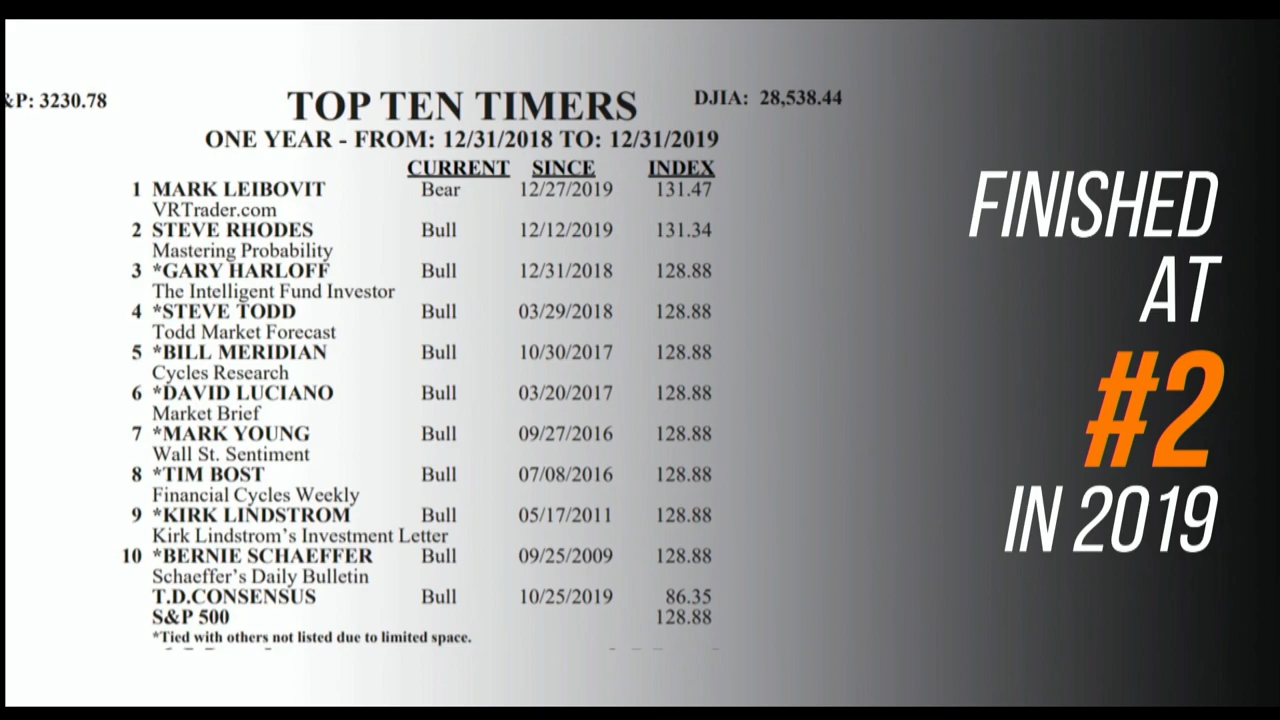 &P: 3230.78
TOP TEN TIMERS
DJIA: 28,538.44
ONE YEAR - FROM: 12/31/2018 TO: 12/31/2019
CURRENT SINCE INDEX
1 MARK LEIBOVIT Bear 12/27/2019 131.47
VRTrader.com
2 STEVE RHODES Bull 12/12/2019 131.34
Mastering Probability
3 *GARY HARLOFF Bull 12/31/2018 128.88
The Intelligent Fund Investor
4 *STEVE TODD Bull 03/29/2018 128.88
Todd Market Forecast
5 *BILL MERIDIAN Bull 10/30/2017 128.88
Cycles Research
6 *DAVID LUCIANO Bull 03/20/2017 128.88
Market Brief
7 *MARK YOUNG Bull 09/27/2016 128.88
Wall St. Sentiment
8 *TIM BOST Bull 07/08/2016 128.88
Financial Cycles Weekly
9 *KIRK LINDSTROM Bull 05/17/2011 128.88
Kirk Lindstrom's Investment Letter
10 *BERNIE SCHAEFFER Bull 09/25/2009 128.88
Schaeffer's Daily Bulletin
T.D.CONSENSUS Bull 10/25/2019 86.35
S&P 500 128.88
*Tied with others not listed due to limited space.
FINISHED
AT
#2
IN 2019